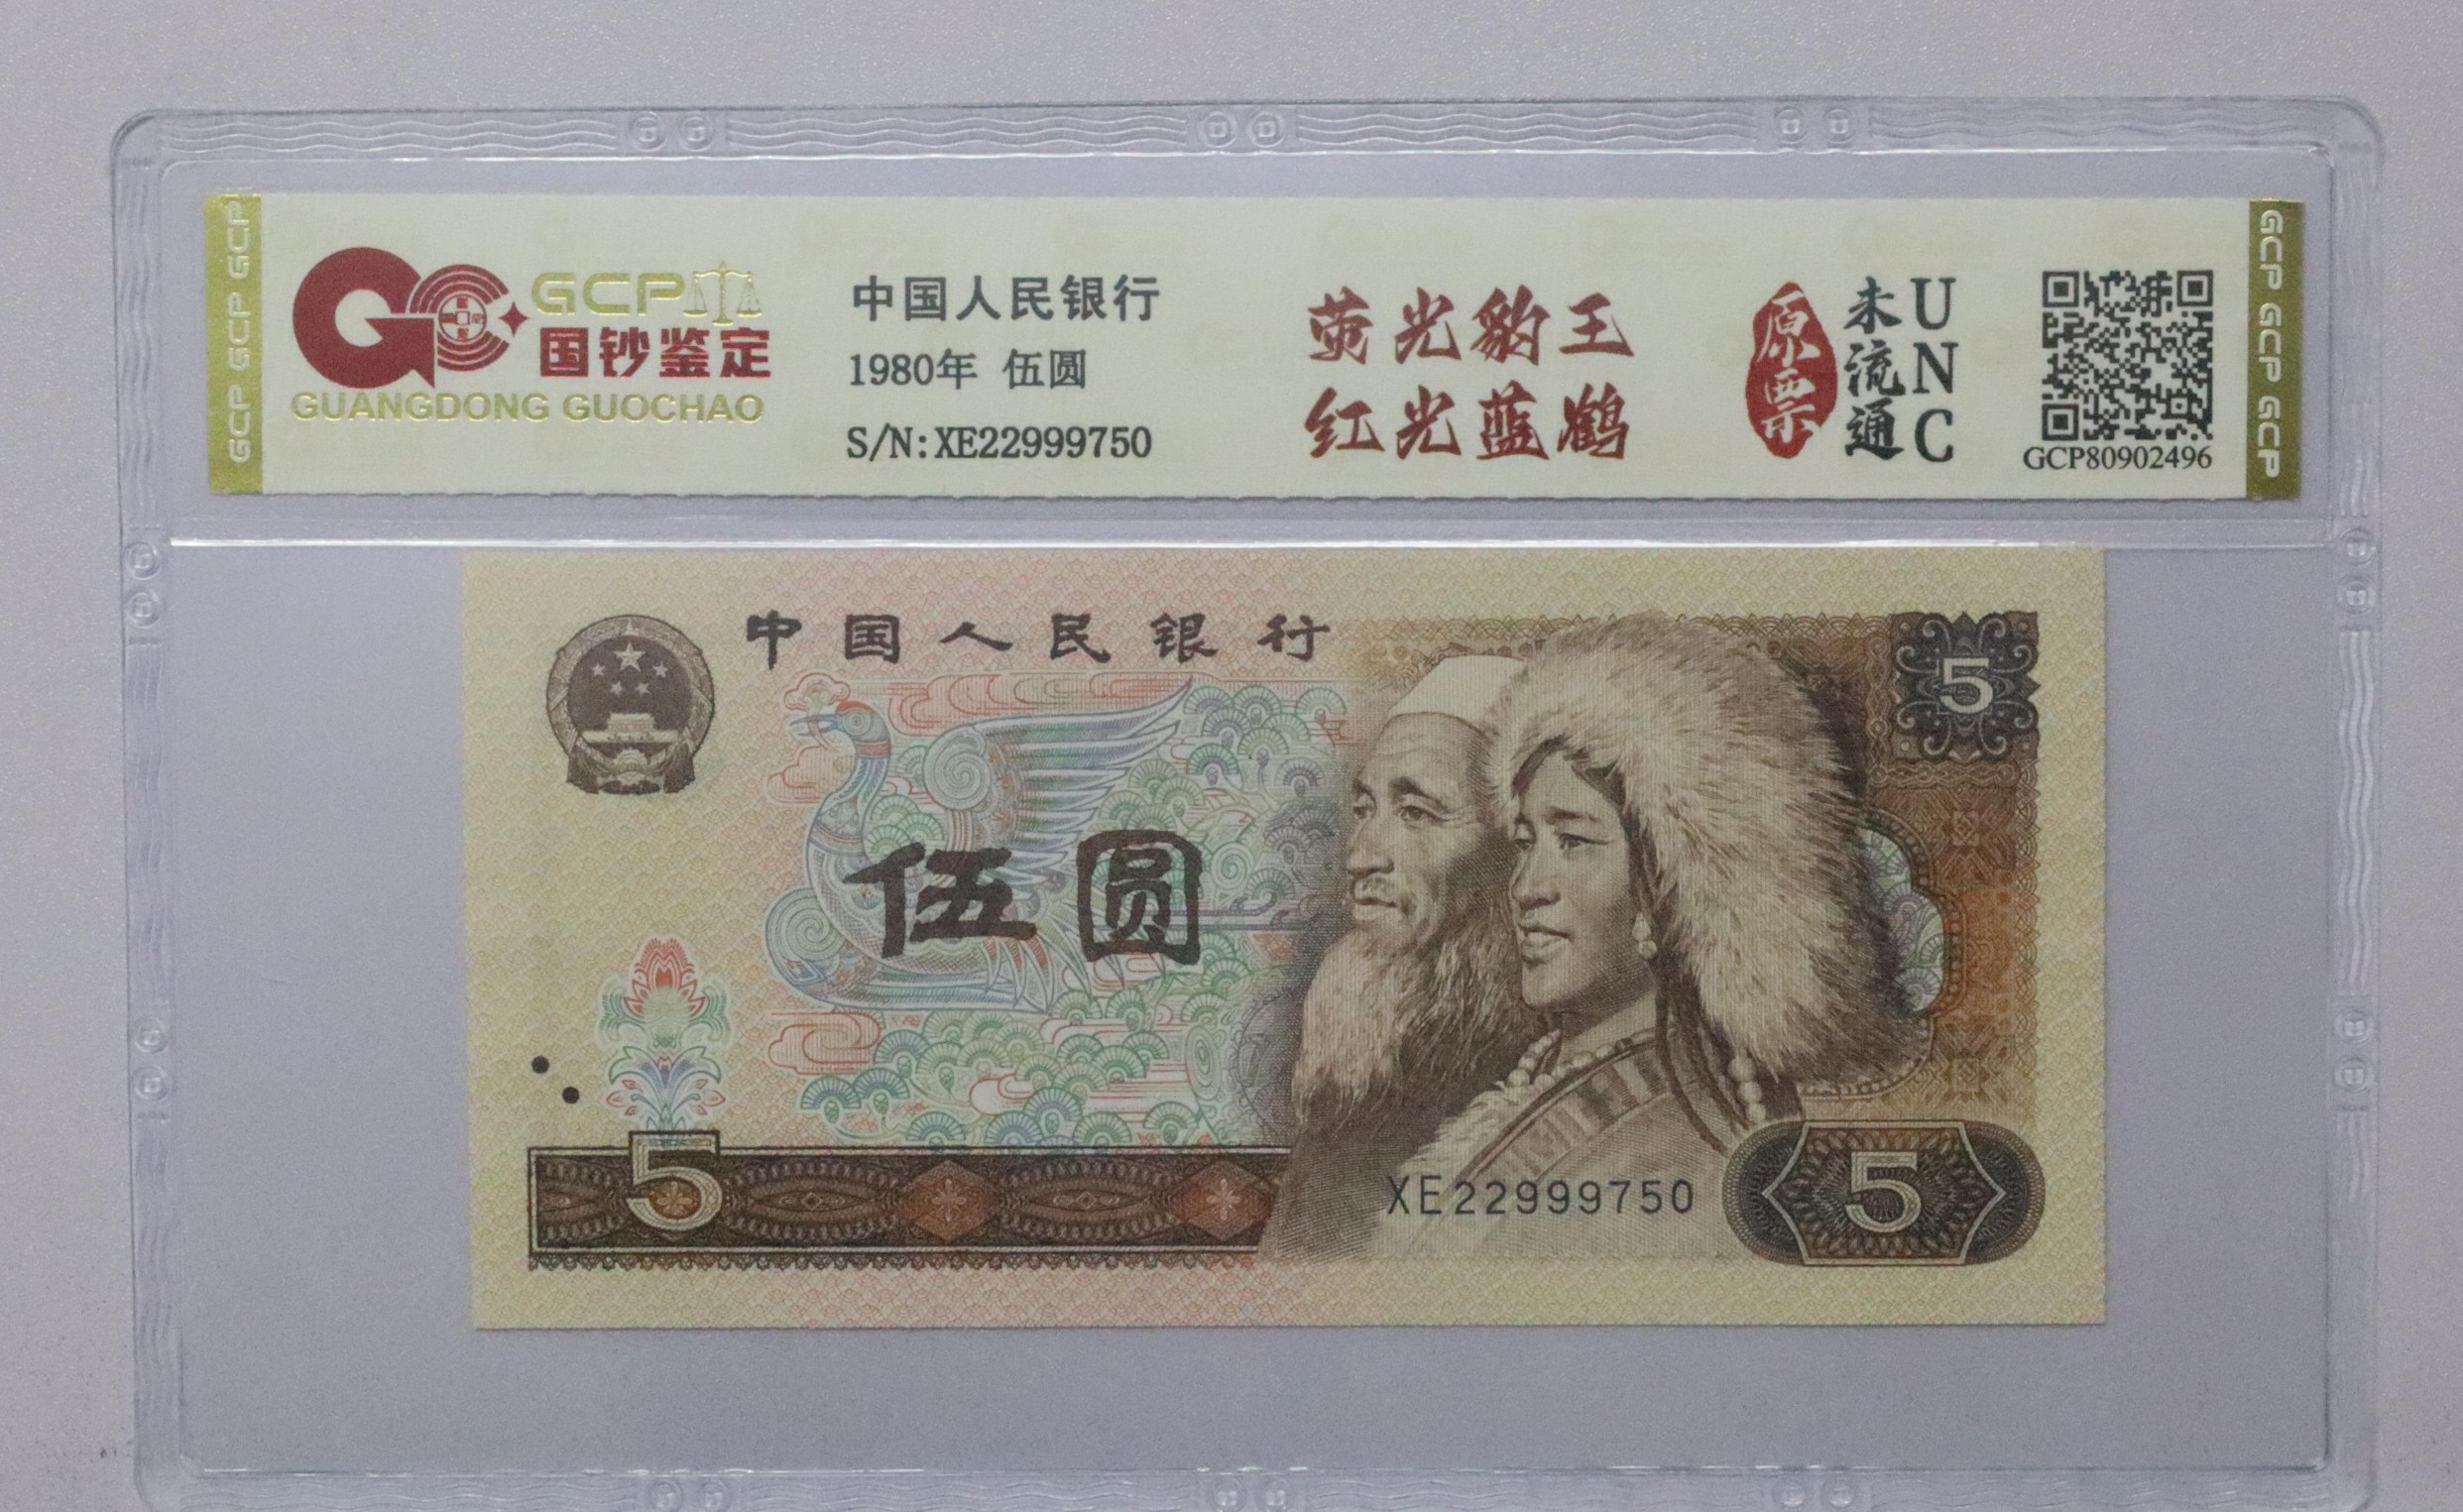 GCP GCP GCP
GCP
国钞鉴定
GUANGDONG GUOCHAO
中国人民银行
1980年 伍圆
S/N:XE22999750
荧光豹王
红光蓝鹤
原票
未流通
UNC
GCP80902496
GCP GCP GCP
中国人民银行
5
伍圆
5
XE22999750
5